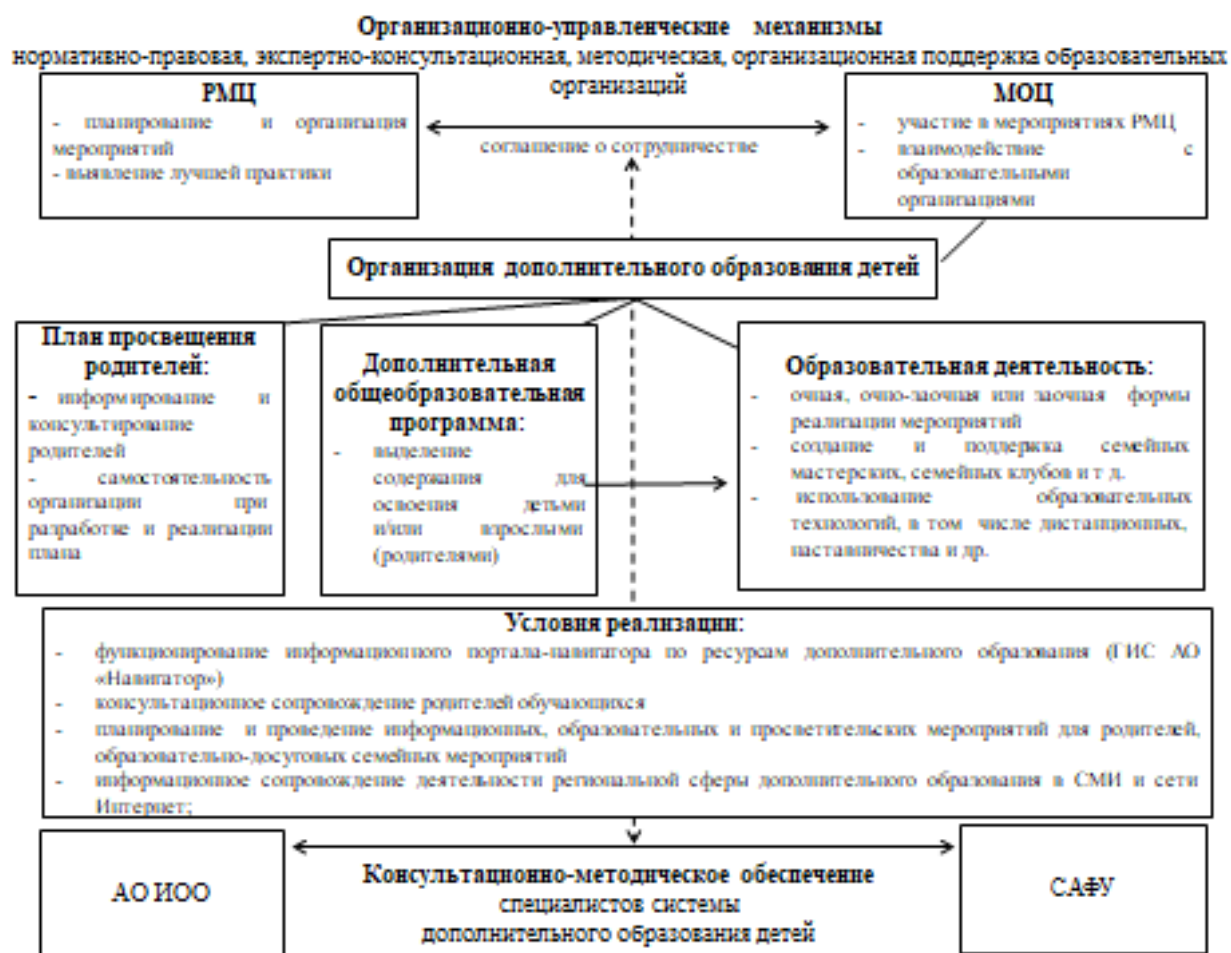 Организационно-управленческие механизмы
нормативно-правовая, экспертно-консультационная, методическая, организационная поддержка образовательных
организаций
РМЦ
- планирование и организация
мероприятий
- выявление лучшей практики
соглашение о сотрудничестве
МОЦ
- участие в мероприятиях РМЦ
- взаимодействие с
образовательными
организациями
Организация дополнительного образования детей
План просвещения
родителей:
- информирование и
консультирование
родителей
- самостоятельность
организации при
разработке и реализации
плана
Дополнительная
общеобразовательная
программа:
- выделение
содержания для
освоения детьми
и/или взрослыми
(родителями)
Образовательная деятельность:
- очная, очно-заочная или заочная формы
реализации мероприятий
- создание и поддержка семейных
мастерских, семейных клубов и т д.
- использование образовательных
технологий, в том числе дистанционных,
наставничества и др.
Условия реализации:
- функционирование информационного портала-навигатора по ресурсам дополнительного образования (ГИС АО
«Навигатор»)
- консультационное сопровождение родителей обучающихся
- планирование и проведение информационных, образовательных и просветительских мероприятий для родителей,
образовательно-досуговых семейных мероприятий
- информационное сопровождение деятельности региональной сферы дополнительного образования в СМИ и сети
Интернет;
АО ИОО
Консультационно-методическое обеспечение
специалистов системы
дополнительного образования детей
САФУ